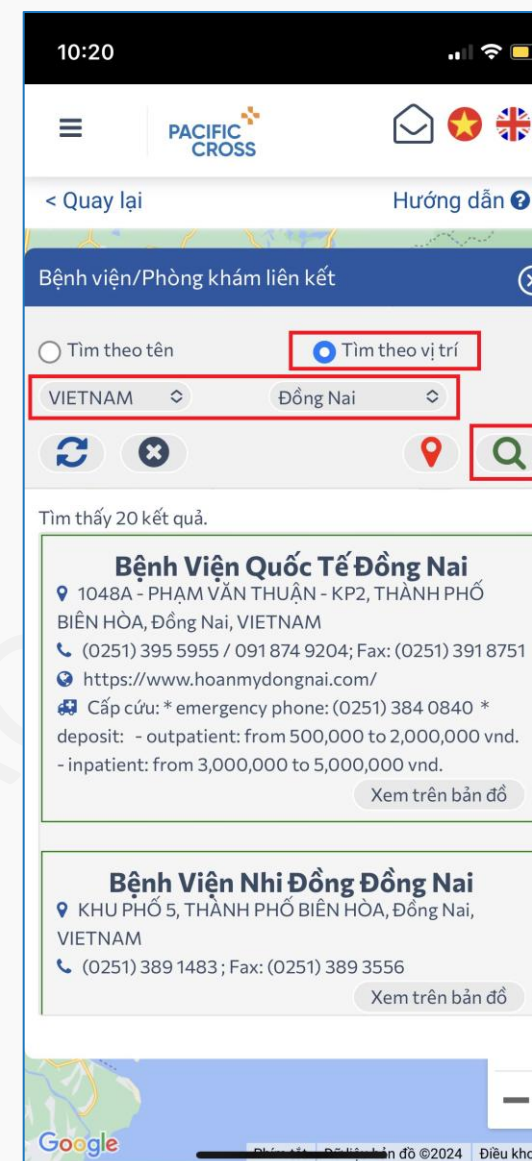 10:20
PACIFIC
CROSS
< Quay lại
Hướng dẫn
Bệnh viện/Phòng khám liên kết
Tìm theo tên
Tìm theo vị trí
VIETNAM
Đồng Nai
Tìm thấy 20 kết quả.
Bệnh Viện Quốc Tế Đồng Nai
1048A - PHẠM VĂN THUẬN - KP2, THÀNH PHỐ
BIÊN HÒA, Đồng Nai, VIETNAM
(0251) 395 5955 / 091 874 9204; Fax: (0251) 391 8751
https://www.hoanmydongnai.com/
Cấp cứu: * emergency phone: (0251) 384 0840 *
deposit: - outpatient: from 500,000 to 2,000,000 vnd.
- inpatient: from 3,000,000 to 5,000,000 vnd.
Xem trên bản đồ
Bệnh Viện Nhi Đồng Đồng Nai
KHU PHỐ 5, THÀNH PHỐ BIÊN HÒA, Đồng Nai,
VIETNAM
(0251) 389 1483 ; Fax: (0251) 389 3556
Xem trên bản đồ
Google
bản đồ ©2024 Điều